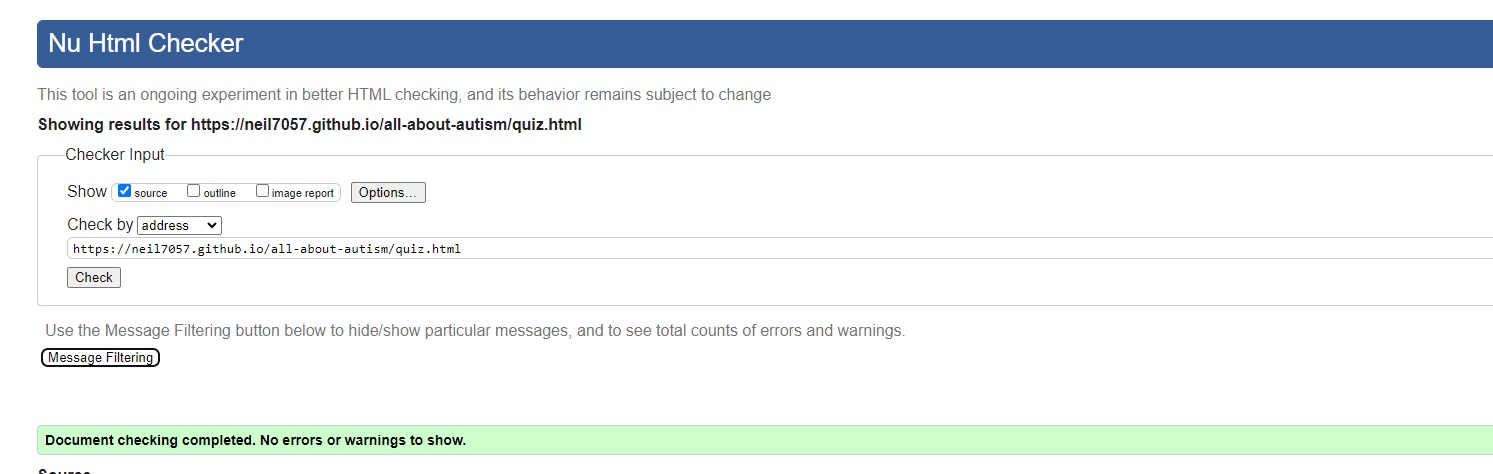 Nu Html Checker
This tool is an ongoing experiment in better HTML checking, and its behavior remains subject to change
Showing results for https://neil7057.github.io/all-about-autism/quiz.html
Checker Input
Show source outline image report Options...
Check by address
https://neil7057.github.io/all-about-autism/quiz.html
Check
Use the Message Filtering button below to hide/show particular messages, and to see total counts of errors and warnings.
Message Filtering
Document checking completed. No errors or warnings to show.
Source